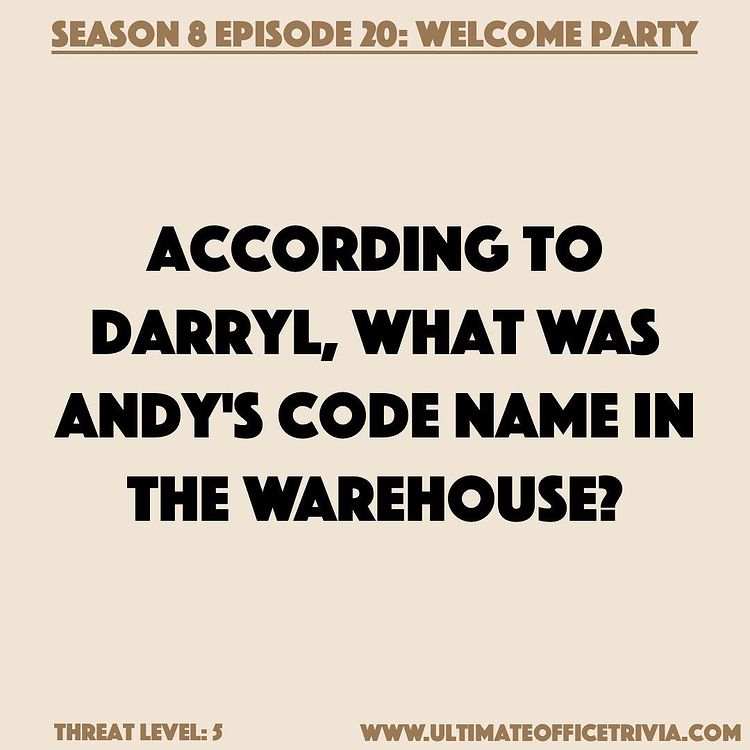 SEASON 8 EPISODE 20: WELCOME PARTY
ACCORDING TO
DARRYL, WHAT WAS
ANDY'S CODE NAME IN
THE WAREHOUSE?
THREAT LEVEL: 5
WWW.ULTIMATEOFFICETRIVIA.COM